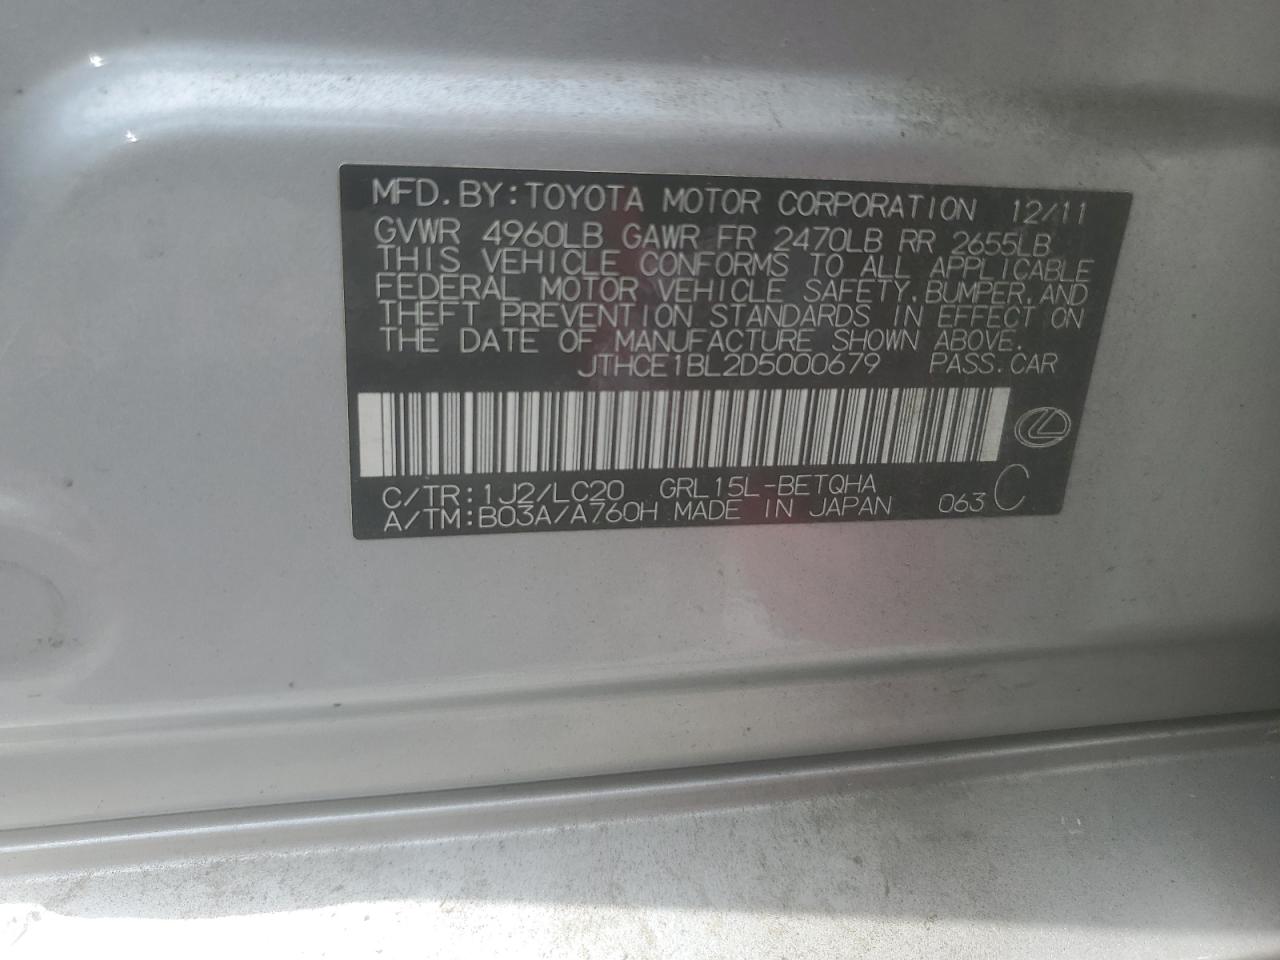 MFD. BY: TOYOTA MOTOR CORPORATION 12/11
GVWR 4960LB GAWR FR 2470LB RR 2655LB
THIS VEHICLE CONFORMS TO ALL APPLICABLE
FEDERAL MOTOR VEHICLE SAFETY, BUMPER, AND
THEFT PREVENTION STANDARDS IN EFFECT ON
THE DATE OF MANUFACTURE SHOWN ABOVE.
JTHCE1BL2D5000679 PASS. CAR
C/TR: 1J2/LC20 GRL15L-BETQHA
A/TM: B03A/A760H MADE IN JAPAN 063 C